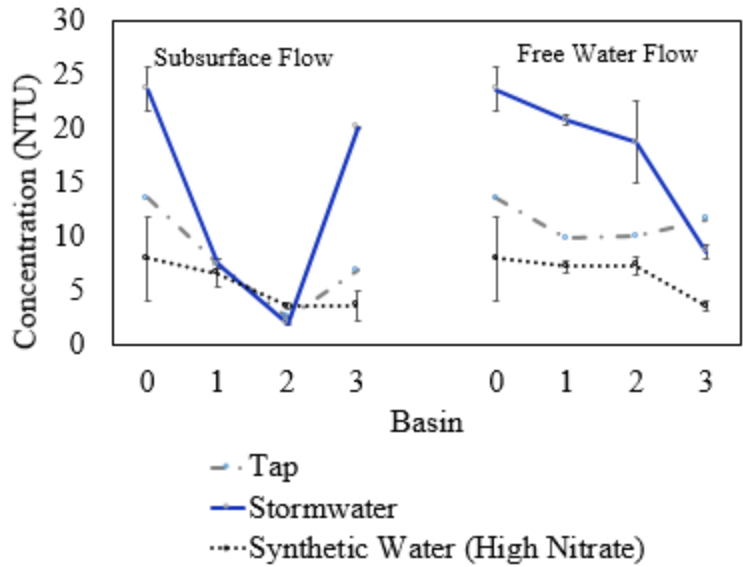 30
25
20
15
10
5
0
Concentration (NTU)
Subsurface Flow
Free Water Flow
0 1 2 3 0 1 2 3
Basin
Tap
Stormwater
Synthetic Water (High Nitrate)